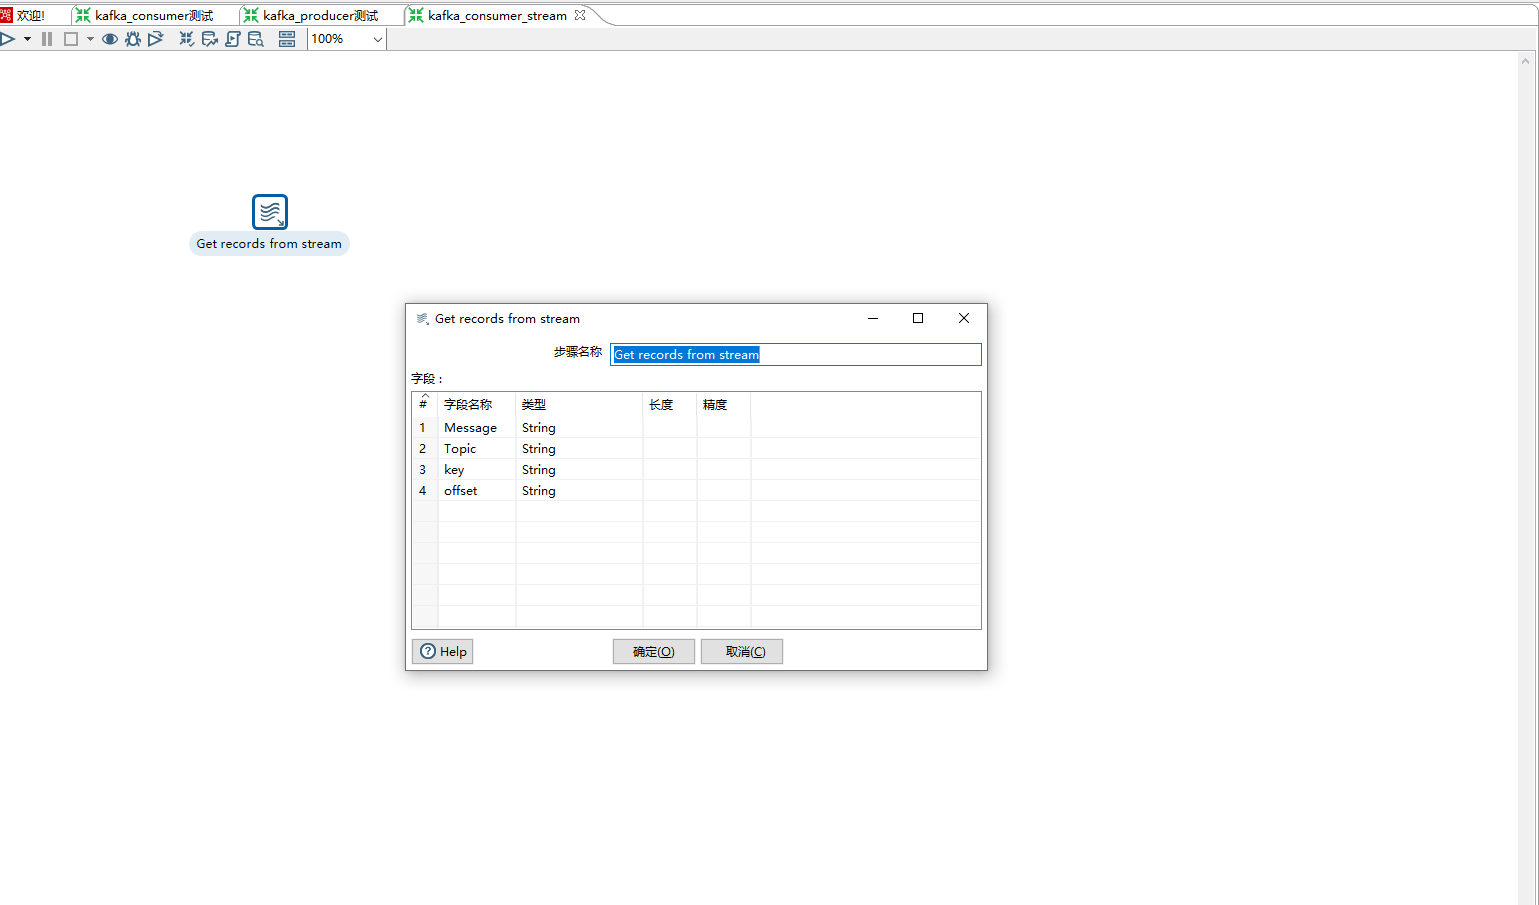 欢迎! kafka_consumer测试 kafka_producer测试 kafka_consumer_stream
100%
Get records from stream
Get records from stream
步骤名称 Get records from stream
字段 :
# 字段名称 类型 长度 精度
1 Message String
2 Topic String
3 key String
4 offset String
Help 确定(O) 取消(C)